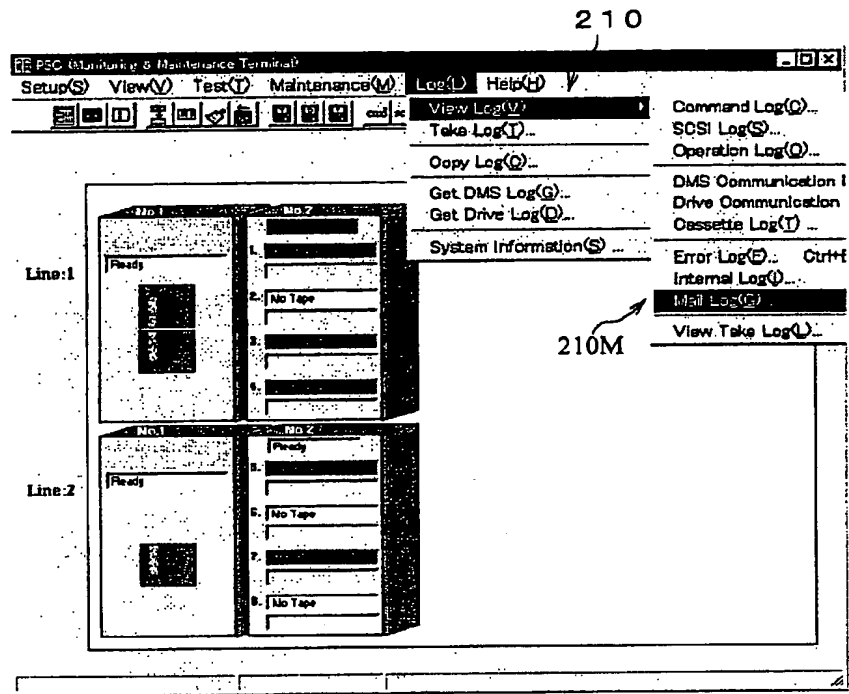 210
PSC (Monitoring & Maintenance Terminal)
Setup(S) View(V) Test(T) Maintenance(M) Log(L) Help(H)
cmd
View Log(V)
Take Log(T)...
Copy Log(C)...
Get DMS Log(G)...
Get Drive Log(D)...
System Information(S) ...
Command Log(C)...
SCSI Log(S)...
Operation Log(O)...
DMS Communication
Drive Communication
Cassette Log(T) ...
Error Log(E)... Ctrl+E
Internal Log(I)...
Mail Log(G)
View Take Log(L)...
210M
Line:1
No.1
Ready
No.2
1.
2. No Tape
3.
4.
Line:2
No.1
Ready
No.2
Ready
5.
6. No Tape
7.
8. No Tape